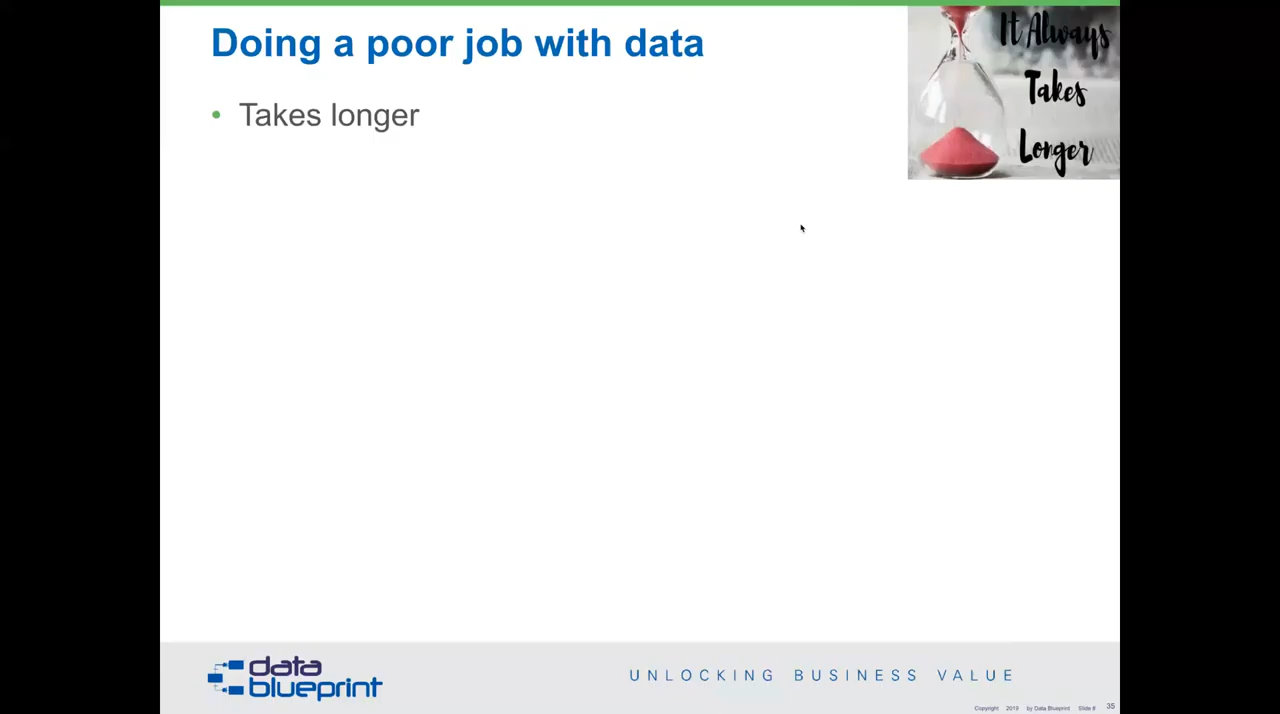 Doing a poor job with data
It Always
Takes
Longer
• Takes longer
data
blueprint
UNLOCKING BUSINESS VALUE
Copyright 2019 by Data Blueprint Slide # 35